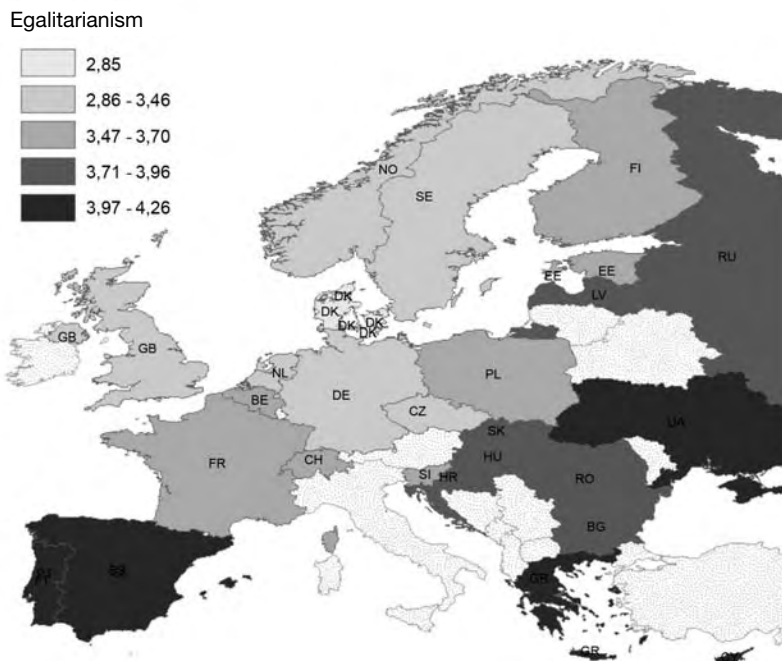 Egalitarianism
2,85
2,86 - 3,46
3,47 - 3,70
3,71 - 3,96
3,97 - 4,26
NO
SE
FI
RU
EE
EE
LV
DK
DK
DK
DK
DK
GB
GB
NL
BE
DE
PL
CZ
UA
SK
HU
FR
CH
SI
HR
RO
BG
GR
GR